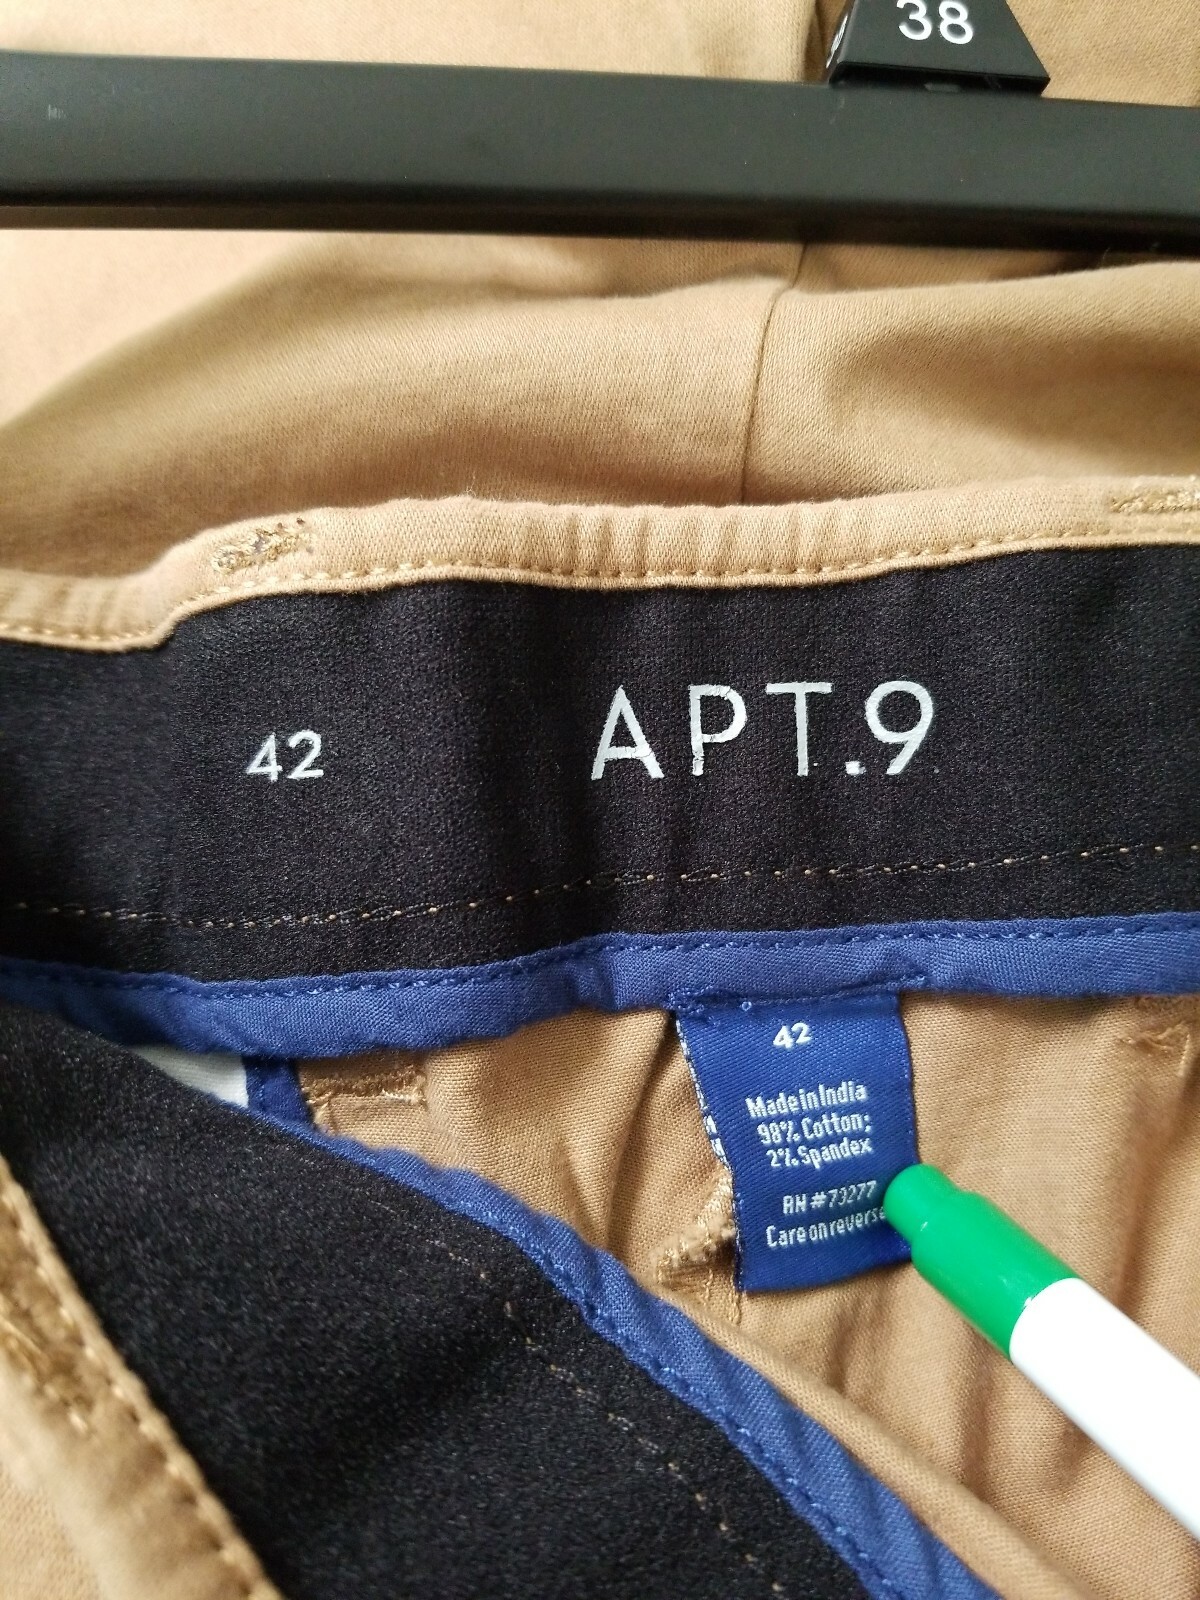 38
42 APT.9
42
Made in India
98% Cotton;
2% Spandex
RN #73277
Care on reverse